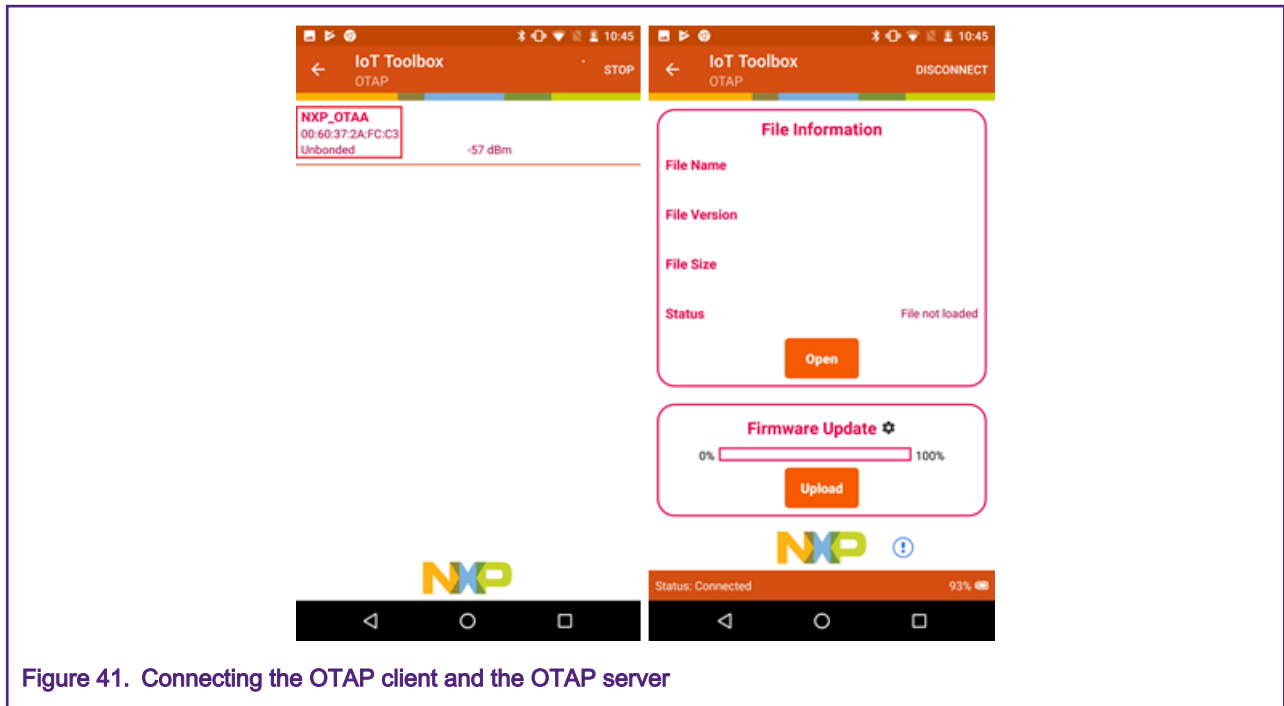 10:45
IoT Toolbox
OTAP
STOP
NXP_OTAA
00:60:37:2A:FC:C3
Unbonded
-57 dBm
NXP
10:45
IoT Toolbox
OTAP
DISCONNECT
File Information
File Name
File Version
File Size
Status
File not loaded
Open
Firmware Update
0%
100%
Upload
NXP
Status: Connected
93%
Figure 41. Connecting the OTAP client and the OTAP server